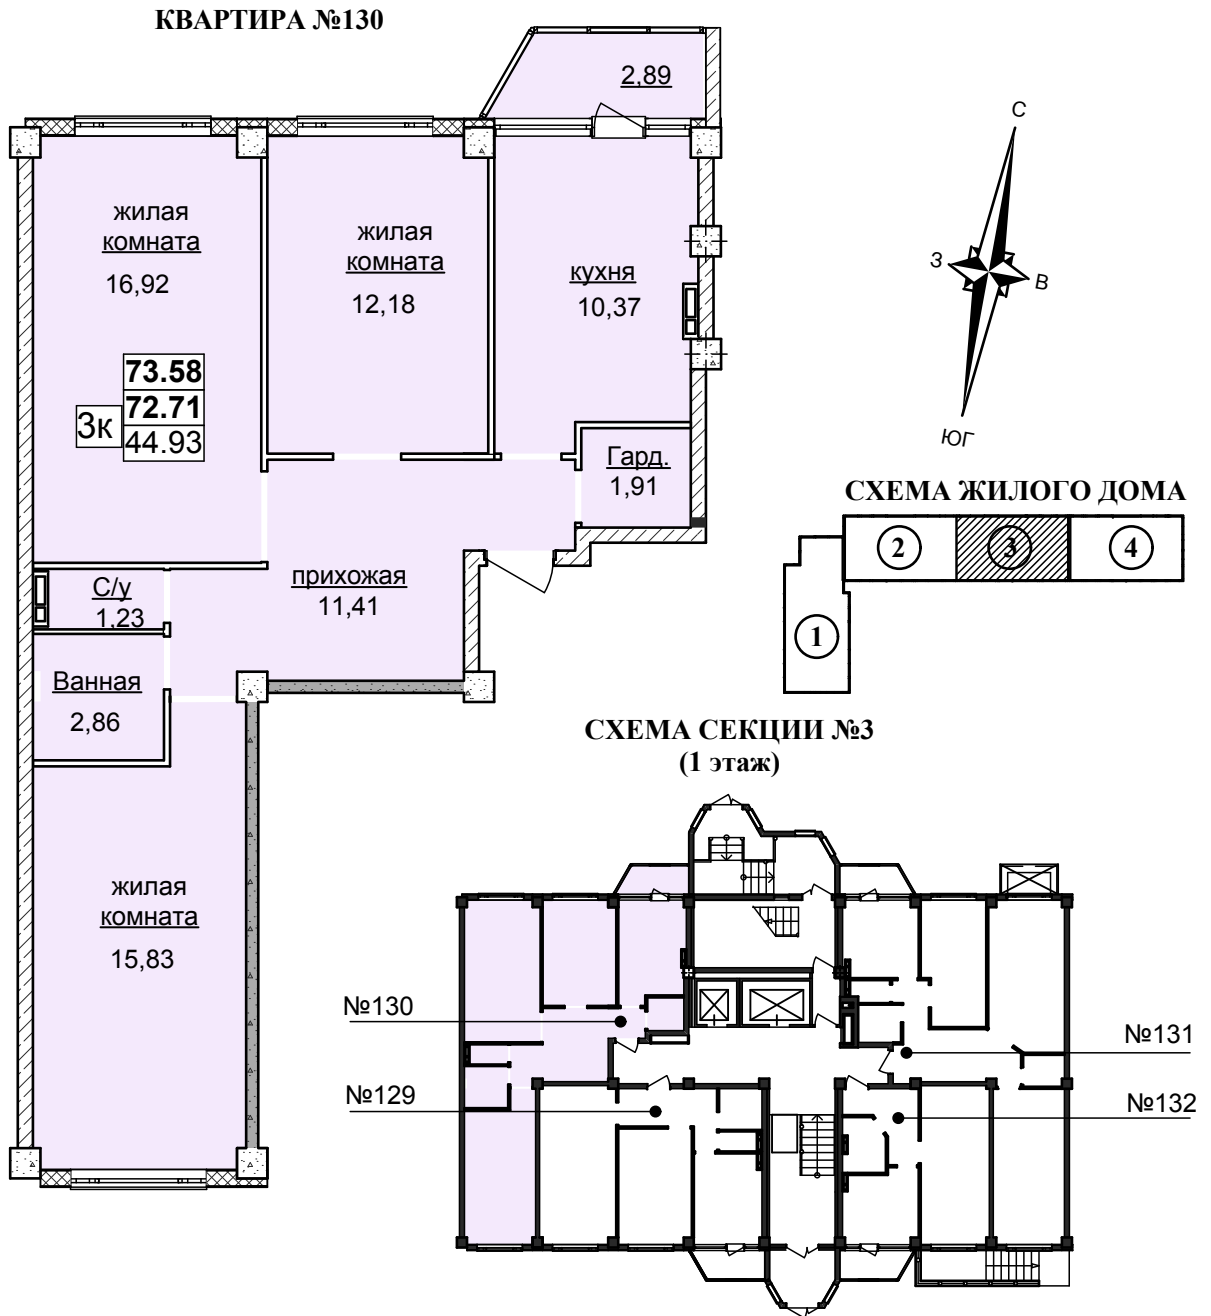 КВАРТИРА №130
2,89
жилая
комната
16,92
жилая
комната
12,18
кухня
10,37
3к
73.58
72.71
44.93
Гард.
1,91
С/у
1,23
прихожая
11,41
Ванная
2,86
жилая
комната
15,83
С
З
В
ЮГ
СХЕМА ЖИЛОГО ДОМА
2
3
4
1
СХЕМА СЕКЦИИ №3
(1 этаж)
№130
№131
№129
№132